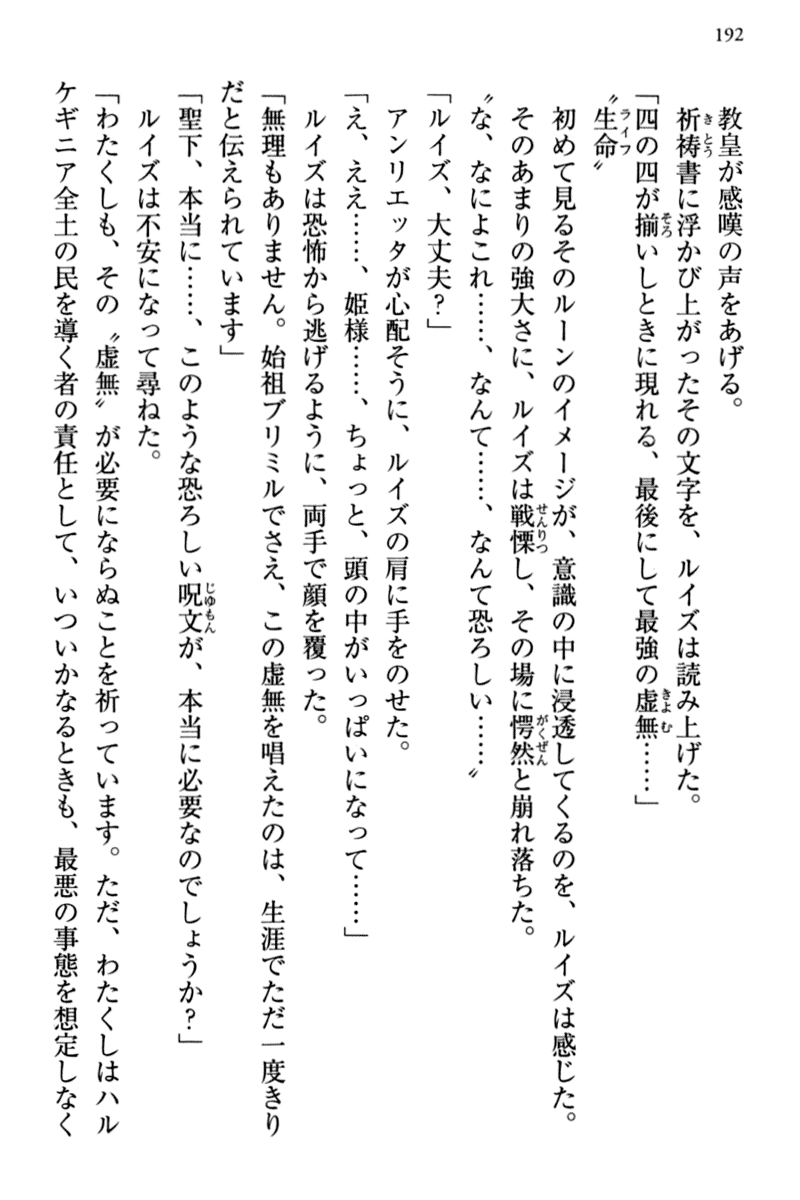 192
教皇が感嘆の声をあげる。
祈祷書に浮かび上がったその文字を、ルイズは読み上げた。
「四の四が揃いしときに現れる、最後にして最強の虚無……」
〝生命〟
初めて見るそのルーンのイメージが、意識の中に浸透してくるのを、ルイズは感じた。
そのあまりの強大さに、ルイズは戦慄し、その場に愕然と崩れ落ちた。
〝な、なによこれ……、なんて……、なんて恐ろしい……〟
「ルイズ、大丈夫？」
アンリエッタが心配そうに、ルイズの肩に手をのせた。
「え、ええ……、姫様……、ちょっと、頭の中がいっぱいになって……」
ルイズは恐怖から逃げるように、両手で顔を覆った。
「無理もありません。始祖ブリミルでさえ、この虚無を唱えたのは、生涯でただ一度きり
だと伝えられています」
「聖下、本当に……、このような恐ろしい呪文が、本当に必要なのでしょうか？」
ルイズは不安になって尋ねた。
「わたくしも、その〝虚無〟が必要にならぬことを祈っています。ただ、わたくしはハル
ケギニア全土の民を導く者の責任として、いついかなるときも、最悪の事態を想定しなく